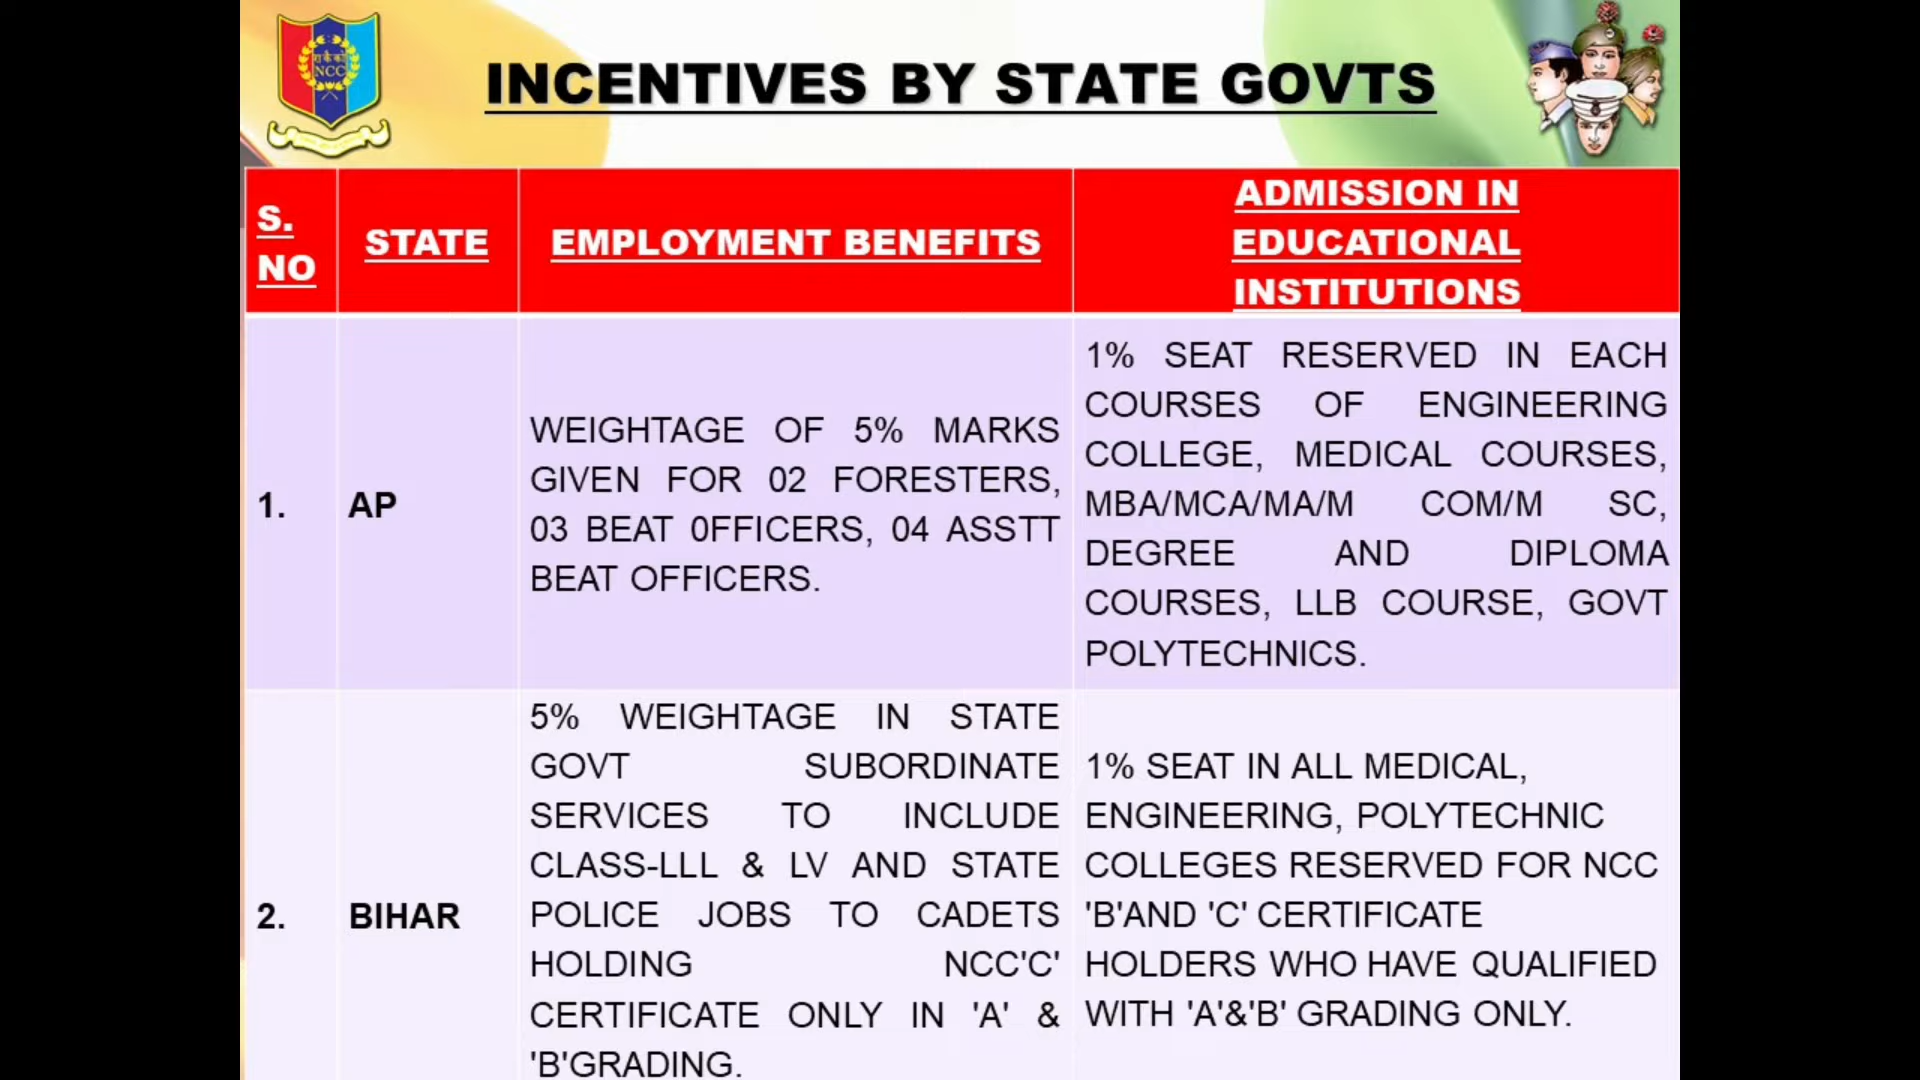 रा कै को
NCC
INCENTIVES BY STATE GOVTS
S.
NO
STATE
EMPLOYMENT BENEFITS
ADMISSION IN
EDUCATIONAL
INSTITUTIONS
1.
AP
WEIGHTAGE OF 5% MARKS
GIVEN FOR 02 FORESTERS,
03 BEAT 0FFICERS, 04 ASSTT
BEAT OFFICERS.
1% SEAT RESERVED IN EACH
COURSES OF ENGINEERING
COLLEGE, MEDICAL COURSES,
MBA/MCA/MA/M COM/M SC,
DEGREE AND DIPLOMA
COURSES, LLB COURSE, GOVT
POLYTECHNICS.
2.
BIHAR
5% WEIGHTAGE IN STATE
GOVT SUBORDINATE
SERVICES TO INCLUDE
CLASS-LLL & LV AND STATE
POLICE JOBS TO CADETS
HOLDING NCC'C'
CERTIFICATE ONLY IN 'A' &
'B'GRADING.
1% SEAT IN ALL MEDICAL,
ENGINEERING, POLYTECHNIC
COLLEGES RESERVED FOR NCC
'B'AND 'C' CERTIFICATE
HOLDERS WHO HAVE QUALIFIED
WITH 'A'&'B' GRADING ONLY.